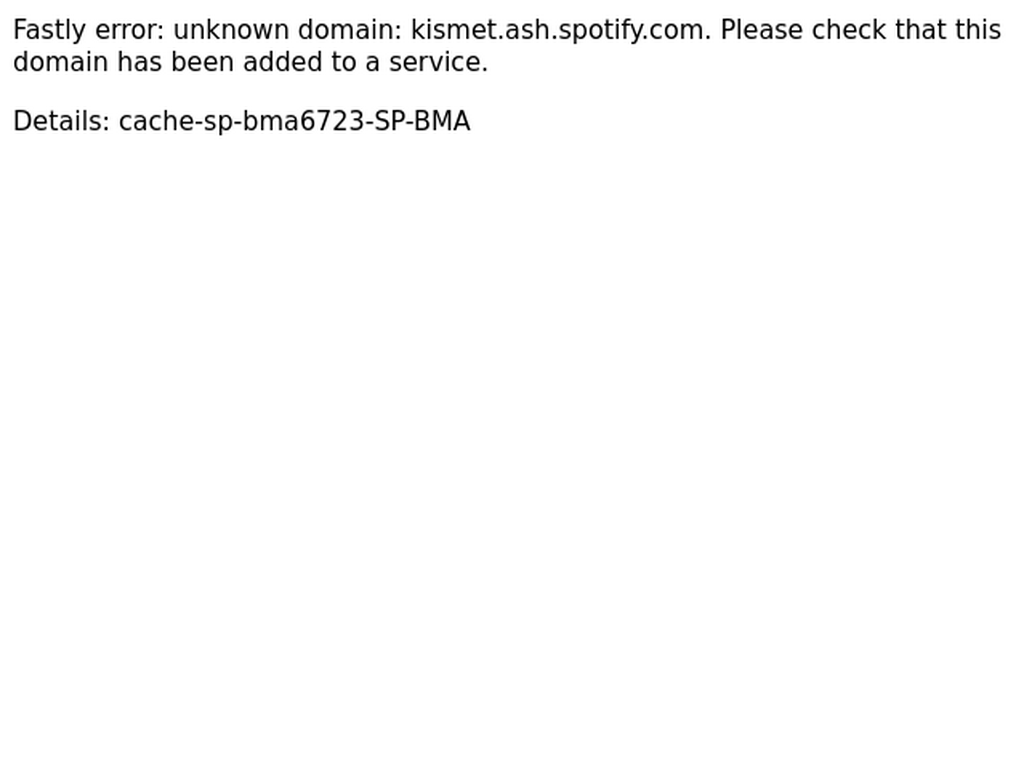 Fastly error: unknown domain: kismet.ash.spotify.com. Please check that this
domain has been added to a service.
Details: cache-sp-bma6723-SP-BMA